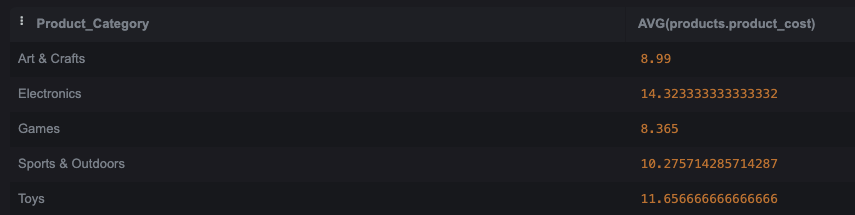 Product_Category AVG(products.product_cost)
Art & Crafts 8.99
Electronics 14.323333333333332
Games 8.365
Sports & Outdoors 10.275714285714287
Toys 11.656666666666666